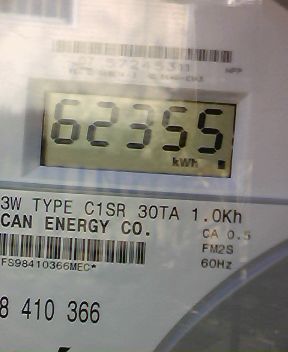 62355
kWh
3W TYPE C1SR 30TA 1.0Kh
CAN ENERGY CO.
CA 0.5
FM2S
60Hz
FS98410366MEC*
8 410 366